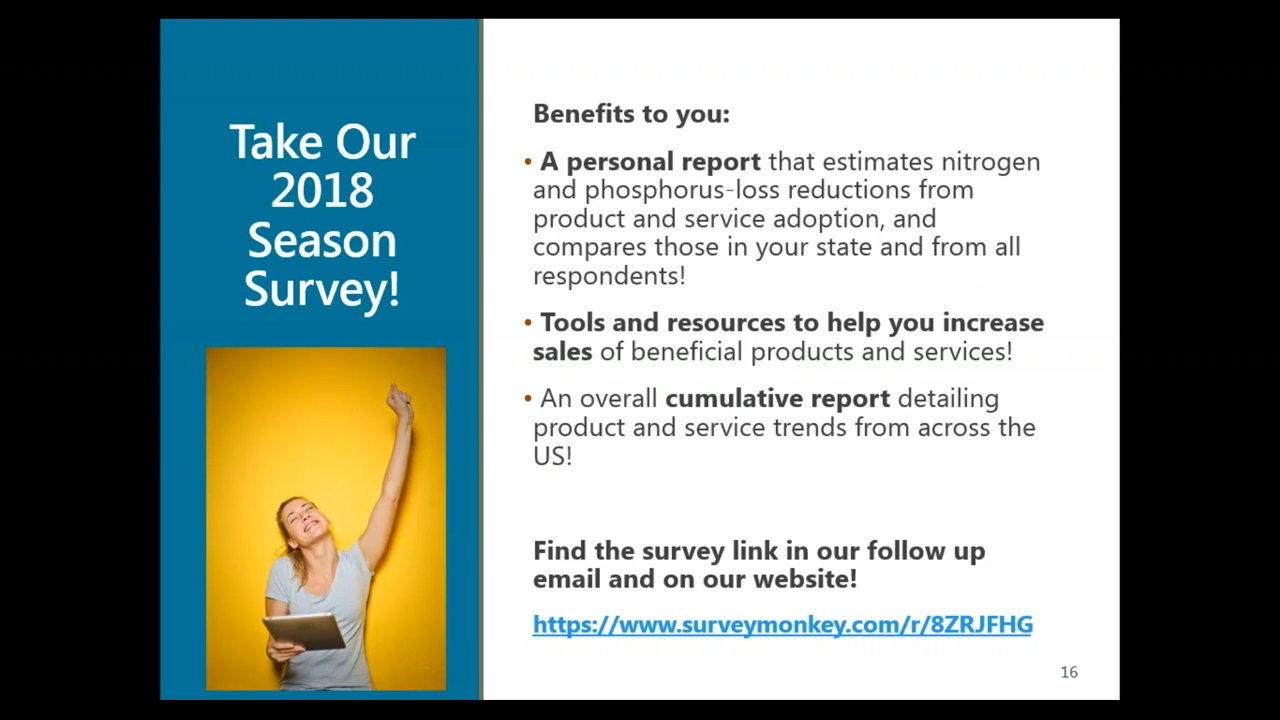 Take Our
2018
Season
Survey!
Benefits to you:
• A personal report that estimates nitrogen
and phosphorus-loss reductions from
product and service adoption, and
compares those in your state and from all
respondents!
• Tools and resources to help you increase
sales of beneficial products and services!
• An overall cumulative report detailing
product and service trends from across the
US!
Find the survey link in our follow up
email and on our website!
https://www.surveymonkey.com/r/8ZRJFHG
16